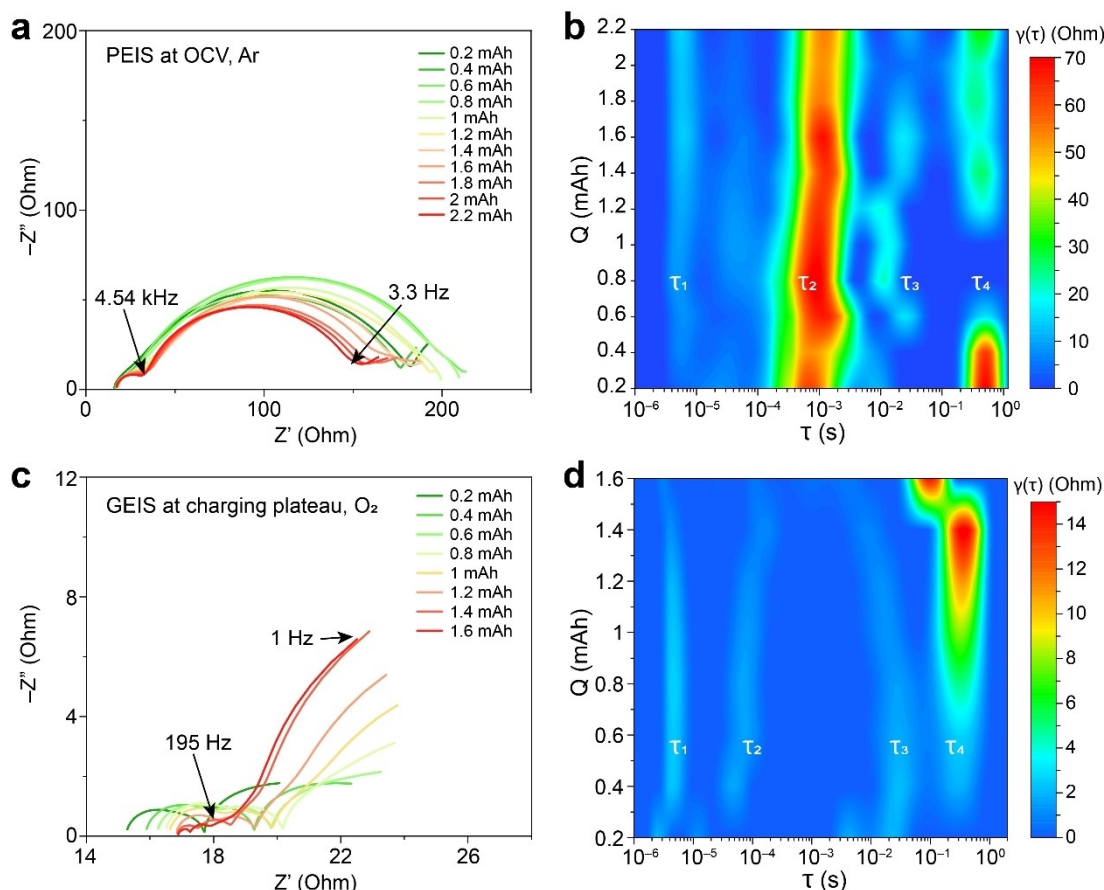 a
PEIS at OCV, Ar
0.2 mAh
0.4 mAh
0.6 mAh
0.8 mAh
1 mAh
1.2 mAh
1.4 mAh
1.6 mAh
1.8 mAh
2 mAh
2.2 mAh
4.54 kHz
3.3 Hz
200
100
0
−Z" (Ohm)
0 50 100 150 200 250
Z' (Ohm)
b
γ(τ) (Ohm)
2.2
2
1.8
1.6
1.4
1.2
1
0.8
0.6
0.4
0.2
Q (mAh)
τ₁ τ₂ τ₃ τ₄
10⁻⁶ 10⁻⁵ 10⁻⁴ 10⁻³ 10⁻² 10⁻¹ 10⁰
τ (s)
70
60
50
40
30
20
10
0
c
GEIS at charging plateau, O₂
0.2 mAh
0.4 mAh
0.6 mAh
0.8 mAh
1 mAh
1.2 mAh
1.4 mAh
1.6 mAh
1 Hz
195 Hz
12
8
4
0
−Z" (Ohm)
14 18 22 26
Z' (Ohm)
d
γ(τ) (Ohm)
1.6
1.4
1.2
1
0.8
0.6
0.4
0.2
Q (mAh)
τ₁ τ₂ τ₃ τ₄
10⁻⁶ 10⁻⁵ 10⁻⁴ 10⁻³ 10⁻² 10⁻¹ 10⁰
τ (s)
14
12
10
8
6
4
2
0